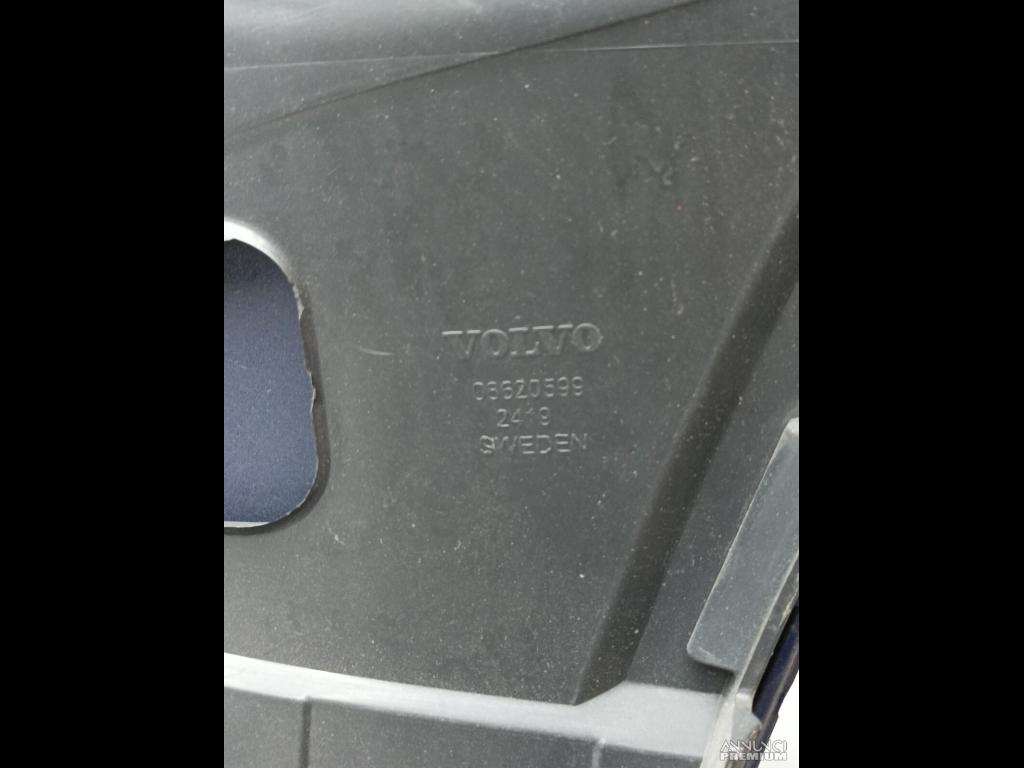 VOLVO
08620599
2419
SWEDEN
ANNUNCI
PREMIUM